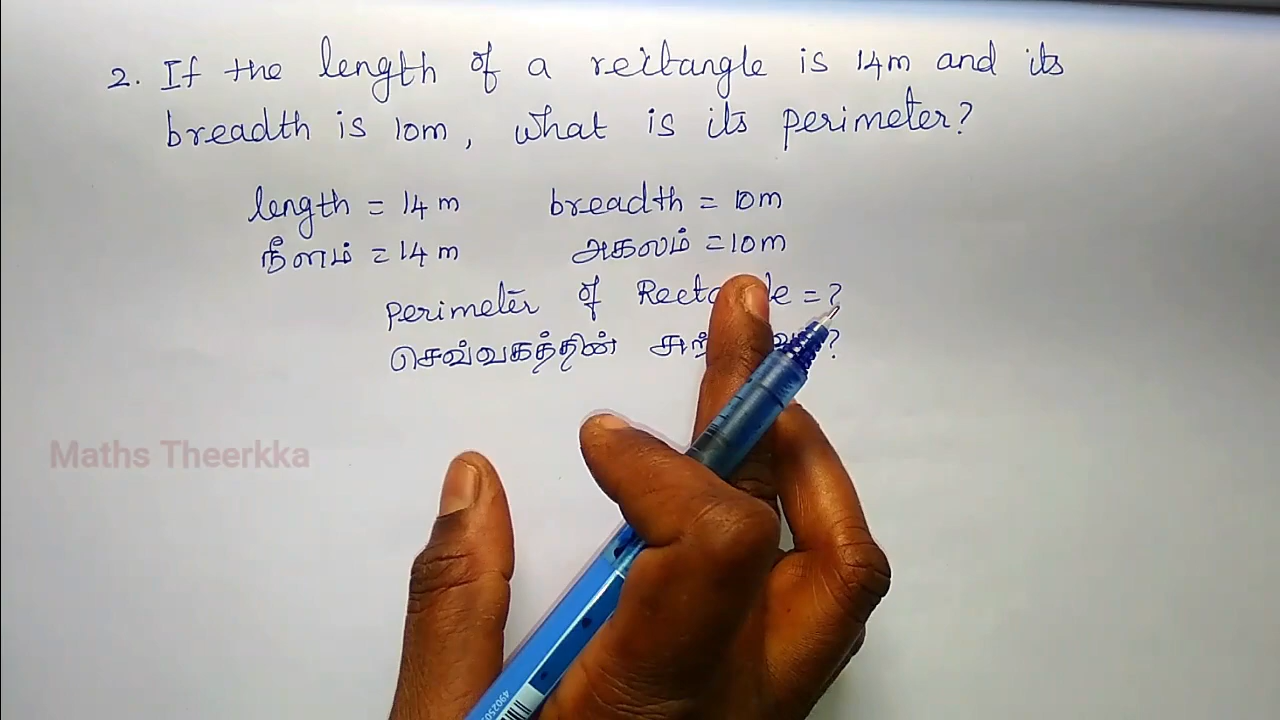 2. If the length of a rectangle is 14m and its
breadth is 10m, what is its perimeter?
length = 14 m breadth = 10m
நீளம் = 14 m அகலம் = 10m
Perimeter of = ?
செவ்வகத்தின் ?
Maths Theerkka